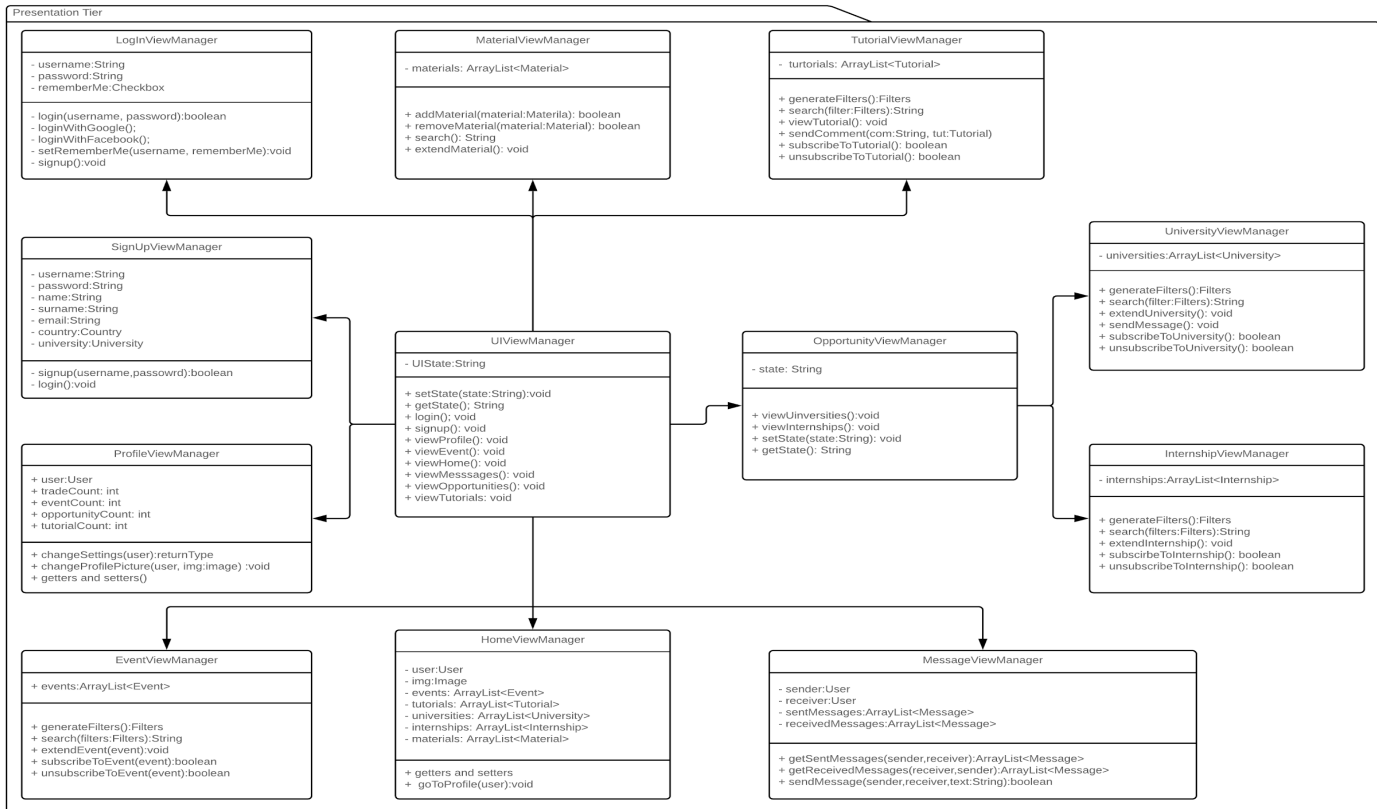 Presentation Tier
LogInViewManager
- username:String
- password:String
- rememberMe:Checkbox
- login(username, password):boolean
- loginWithGoogle();
- loginWithFacebook();
- setRememberMe(username, rememberMe):void
- signup():void
MaterialViewManager
- materials: ArrayList<Material>
+ addMaterial(material:Materila): boolean
+ removeMaterial(material:Material): boolean
+ search(): String
+ extendMaterial(): void
TutorialViewManager
- turtorials: ArrayList<Tutorial>
+ generateFilters():Filters
+ search(filter:Filters):String
+ viewTutorial(): void
+ sendComment(com:String, tut:Tutorial)
+ subscribeToTutorial(): boolean
+ unsubscribeToTutorial(): boolean
SignUpViewManager
- username:String
- password:String
- name:String
- surname:String
- email:String
- country:Country
- university:University
- signup(username,passowrd):boolean
- login():void
UniversityViewManager
- universities:ArrayList<University>
+ generateFilters():Filters
+ search(filter:Filters):String
+ extendUniversity(): void
+ sendMessage(): void
+ subscribeToUniversity(): boolean
+ unsubscribeToUniversity(): boolean
UIViewManager
- UIState:String
+ setState(state:String):void
+ getState(); String
+ login(); void
+ signup(): void
+ viewProfile(): void
+ viewEvent(): void
+ viewHome(): void
+ viewMesssages(): void
+ viewOpportunities(): void
+ viewTutorials: void
OpportunityViewManager
- state: String
+ viewUinversities():void
+ viewInternships(): void
+ setState(state:String): void
+ getState(): String
ProfileViewManager
+ user:User
+ tradeCount: int
+ eventCount: int
+ opportunityCount: int
+ tutorialCount: int
+ changeSettings(user):returnType
+ changeProfilePicture(user, img:image) :void
+ getters and setters()
InternshipViewManager
- internships:ArrayList<Internship>
+ generateFilters():Filters
+ search(filters:Filters):String
+ extendInternship(): void
+ subscirbeToInternship(): boolean
+ unsubscribeToInternship(): boolean
EventViewManager
+ events:ArrayList<Event>
+ generateFilters():Filters
+ search(filters:Filters):String
+ extendEvent(event):void
+ subscribeToEvent(event):boolean
+ unsubscribeToEvent(event):boolean
HomeViewManager
- user:User
- img:Image
- events: ArrayList<Event>
- tutorials: ArrayList<Tutorial>
- universities: ArrayList<University>
- internships: ArrayList<Internship>
- materials: ArrayList<Material>
+ getters and setters
+ goToProfile(user):void
MessageViewManager
- sender:User
- receiver:User
- sentMessages:ArrayList<Message>
- receivedMessages:ArrayList<Message>
+ getSentMessages(sender,receiver):ArrayList<Message>
+ getReceivedMessages(receiver,sender):ArrayList<Message>
+ sendMessage(sender,receiver,text:String):boolean